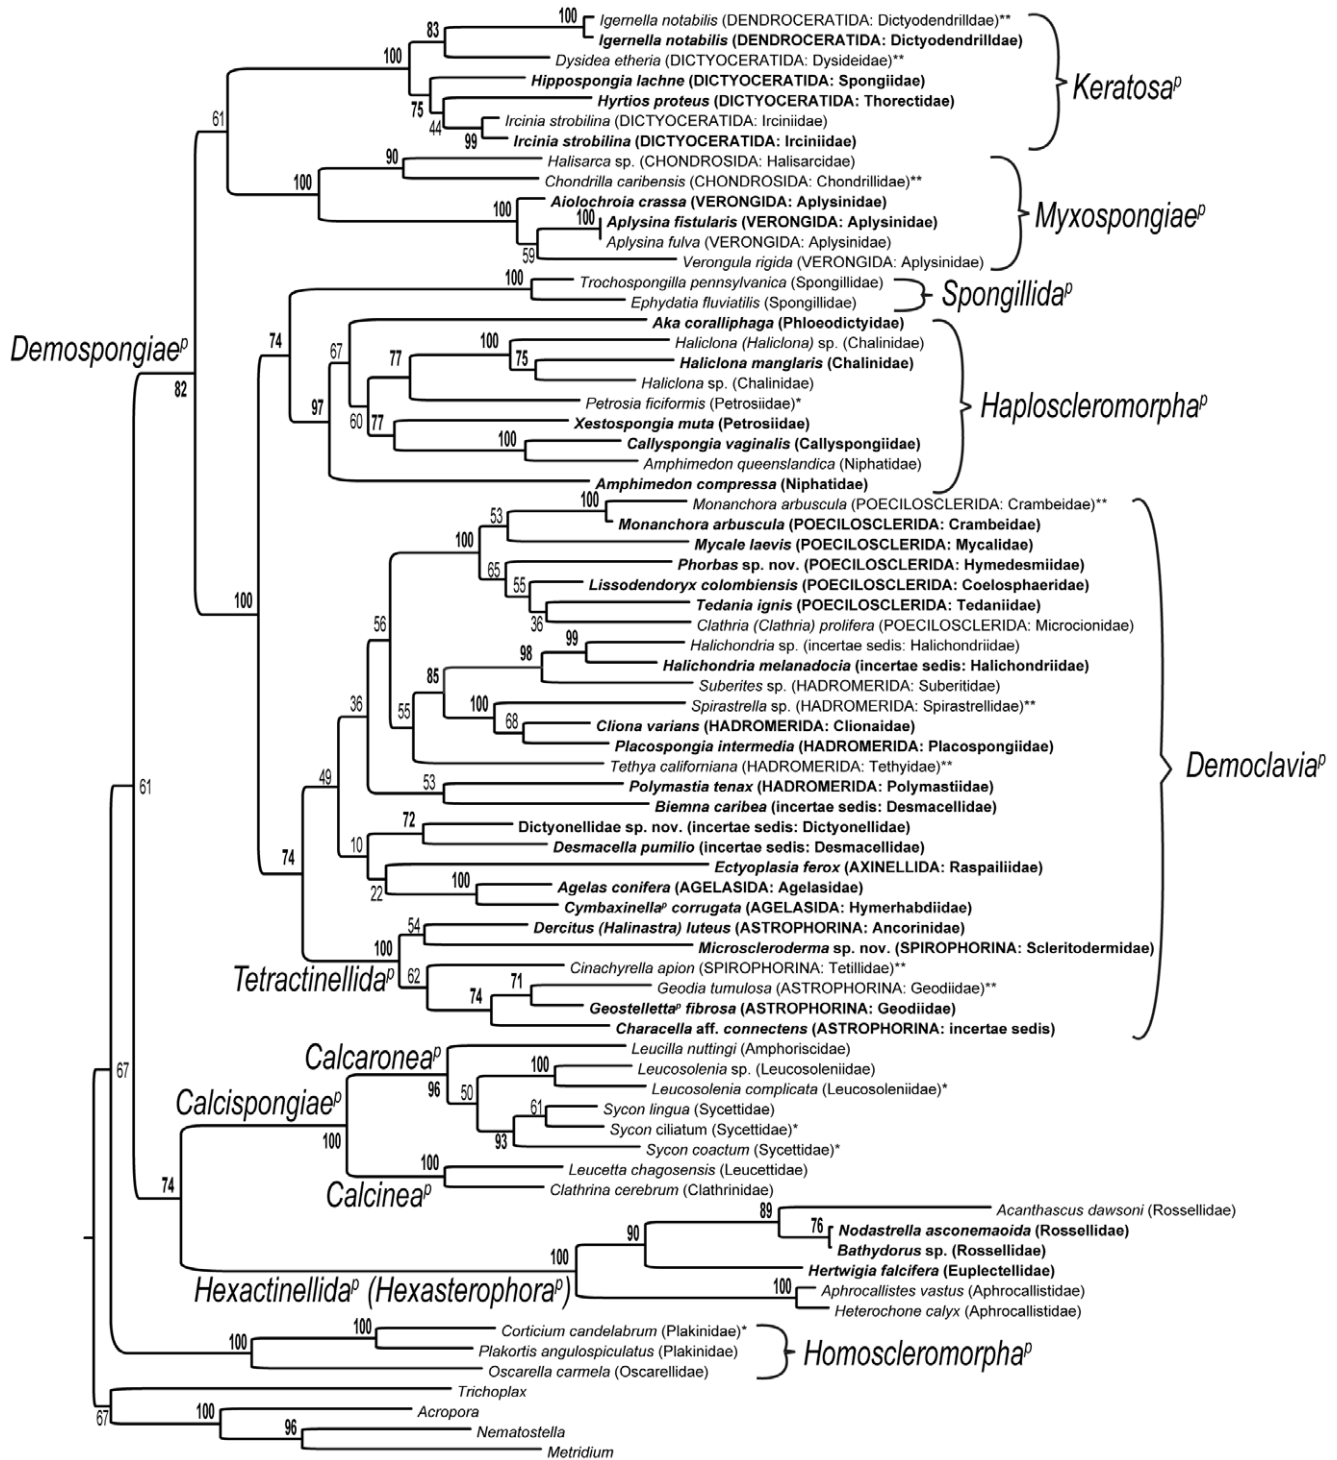 100
Igernella notabilis (DENDROCERATIDA: Dictyodendrilldae)**
83
Igernella notabilis (DENDROCERATIDA: Dictyodendrilldae)
100
Dysidea etheria (DICTYOCERATIDA: Dysideidae)**
Hippospongia lachne (DICTYOCERATIDA: Spongiidae)
Keratosaᵖ
75
Hyrtios proteus (DICTYOCERATIDA: Thorectidae)
61
44
Ircinia strobilina (DICTYOCERATIDA: Irciniidae)
99
Ircinia strobilina (DICTYOCERATIDA: Irciniidae)
90
Halisarca sp. (CHONDROSIDA: Halisarcidae)
100
Chondrilla caribensis (CHONDROSIDA: Chondrillidae)**
100
Aiolochroia crassa (VERONGIDA: Aplysinidae)
100
Aplysina fistularis (VERONGIDA: Aplysinidae)
Myxospongiaeᵖ
Aplysina fulva (VERONGIDA: Aplysinidae)
59
Verongula rigida (VERONGIDA: Aplysinidae)
100
Trochospongilla pennsylvanica (Spongillidae)
Spongillidaᵖ
Ephydatia fluviatilis (Spongillidae)
74
Aka coralliphaga (Phloeodictyidae)
Demospongiaeᵖ
82
67
100
Haliclona (Haliclona) sp. (Chalinidae)
77
75
Haliclona manglaris (Chalinidae)
Haliclona sp. (Chalinidae)
97
Petrosia ficiformis (Petrosiidae)*
Haploscleromorphaᵖ
60
77
Xestospongia muta (Petrosiidae)
100
Callyspongia vaginalis (Callyspongiidae)
Amphimedon queenslandica (Niphatidae)
Amphimedon compressa (Niphatidae)
100
Monanchora arbuscula (POECILOSCLERIDA: Crambeidae)**
53
Monanchora arbuscula (POECILOSCLERIDA: Crambeidae)
100
Mycale laevis (POECILOSCLERIDA: Mycalidae)
65
Phorbas sp. nov. (POECILOSCLERIDA: Hymedesmiidae)
55
Lissodendoryx colombiensis (POECILOSCLERIDA: Coelosphaeridae)
100
Tedania ignis (POECILOSCLERIDA: Tedaniidae)
56
36
Clathria (Clathria) prolifera (POECILOSCLERIDA: Microcionidae)
99
Halichondria sp. (incertae sedis: Halichondriidae)
98
Halichondria melanadocia (incertae sedis: Halichondriidae)
85
Suberites sp. (HADROMERIDA: Suberitidae)
36
55
100
Spirastrella sp. (HADROMERIDA: Spirastrellidae)**
68
Cliona varians (HADROMERIDA: Clionaidae)
Placospongia intermedia (HADROMERIDA: Placospongiidae)
Democlaviaᵖ
Tethya californiana (HADROMERIDA: Tethyidae)**
61
49
53
Polymastia tenax (HADROMERIDA: Polymastiidae)
Biemna caribea (incertae sedis: Desmacellidae)
72
Dictyonellidae sp. nov. (incertae sedis: Dictyonellidae)
10
Desmacella pumilio (incertae sedis: Desmacellidae)
74
Ectyoplasia ferox (AXINELLIDA: Raspailiidae)
22
100
Agelas conifera (AGELASIDA: Agelasidae)
Cymbaxinellaᵖ corrugata (AGELASIDA: Hymerhabdiidae)
54
Dercitus (Halinastra) luteus (ASTROPHORINA: Ancorinidae)
100
Microscleroderma sp. nov. (SPIROPHORINA: Scleritodermidae)
Tetractinellidaᵖ
62
Cinachyrella apion (SPIROPHORINA: Tetillidae)**
71
Geodia tumulosa (ASTROPHORINA: Geodiidae)**
74
Geostellettaᵖ fibrosa (ASTROPHORINA: Geodiidae)
Characella aff. connectens (ASTROPHORINA: incertae sedis)
Calcaroneaᵖ
Leucilla nuttingi (Amphoriscidae)
67
96
100
Leucosolenia sp. (Leucosoleniidae)
50
Leucosolenia complicata (Leucosoleniidae)*
Calcispongiaeᵖ
61
Sycon lingua (Sycettidae)
Sycon ciliatum (Sycettidae)*
100
93
Sycon coactum (Sycettidae)*
100
Leucetta chagosensis (Leucettidae)
74
Calcineaᵖ
Clathrina cerebrum (Clathrinidae)
89
Acanthascus dawsoni (Rossellidae)
90
76
Nodastrella asconemaoida (Rossellidae)
Bathydorus sp. (Rossellidae)
100
Hertwigia falcifera (Euplectellidae)
Hexactinellidaᵖ (Hexasterophoraᵖ)
100
Aphrocallistes vastus (Aphrocallistidae)
Heterochone calyx (Aphrocallistidae)
100
Corticium candelabrum (Plakinidae)*
100
Plakortis angulospiculatus (Plakinidae)
Homoscleromorphaᵖ
Oscarella carmela (Oscarellidae)
Trichoplax
67
100
Acropora
96
Nematostella
Metridium